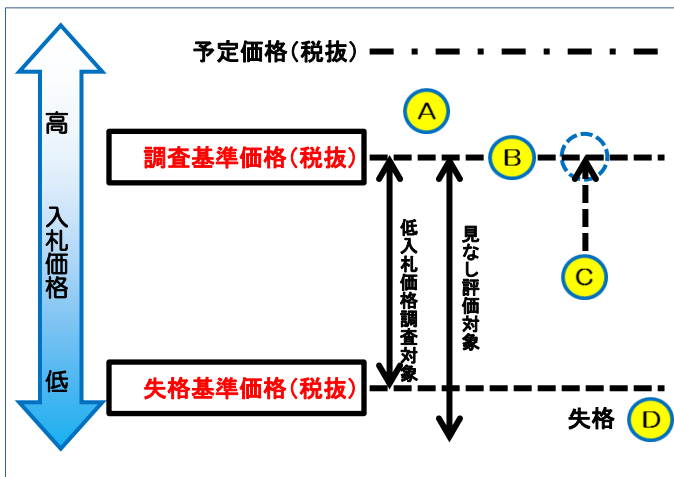 予定価格(税抜)
高
A
調査基準価格(税抜)
B
入札価格
低入札価格調査対象
見なし評価対象
C
低
失格基準価格(税抜)
失格
D